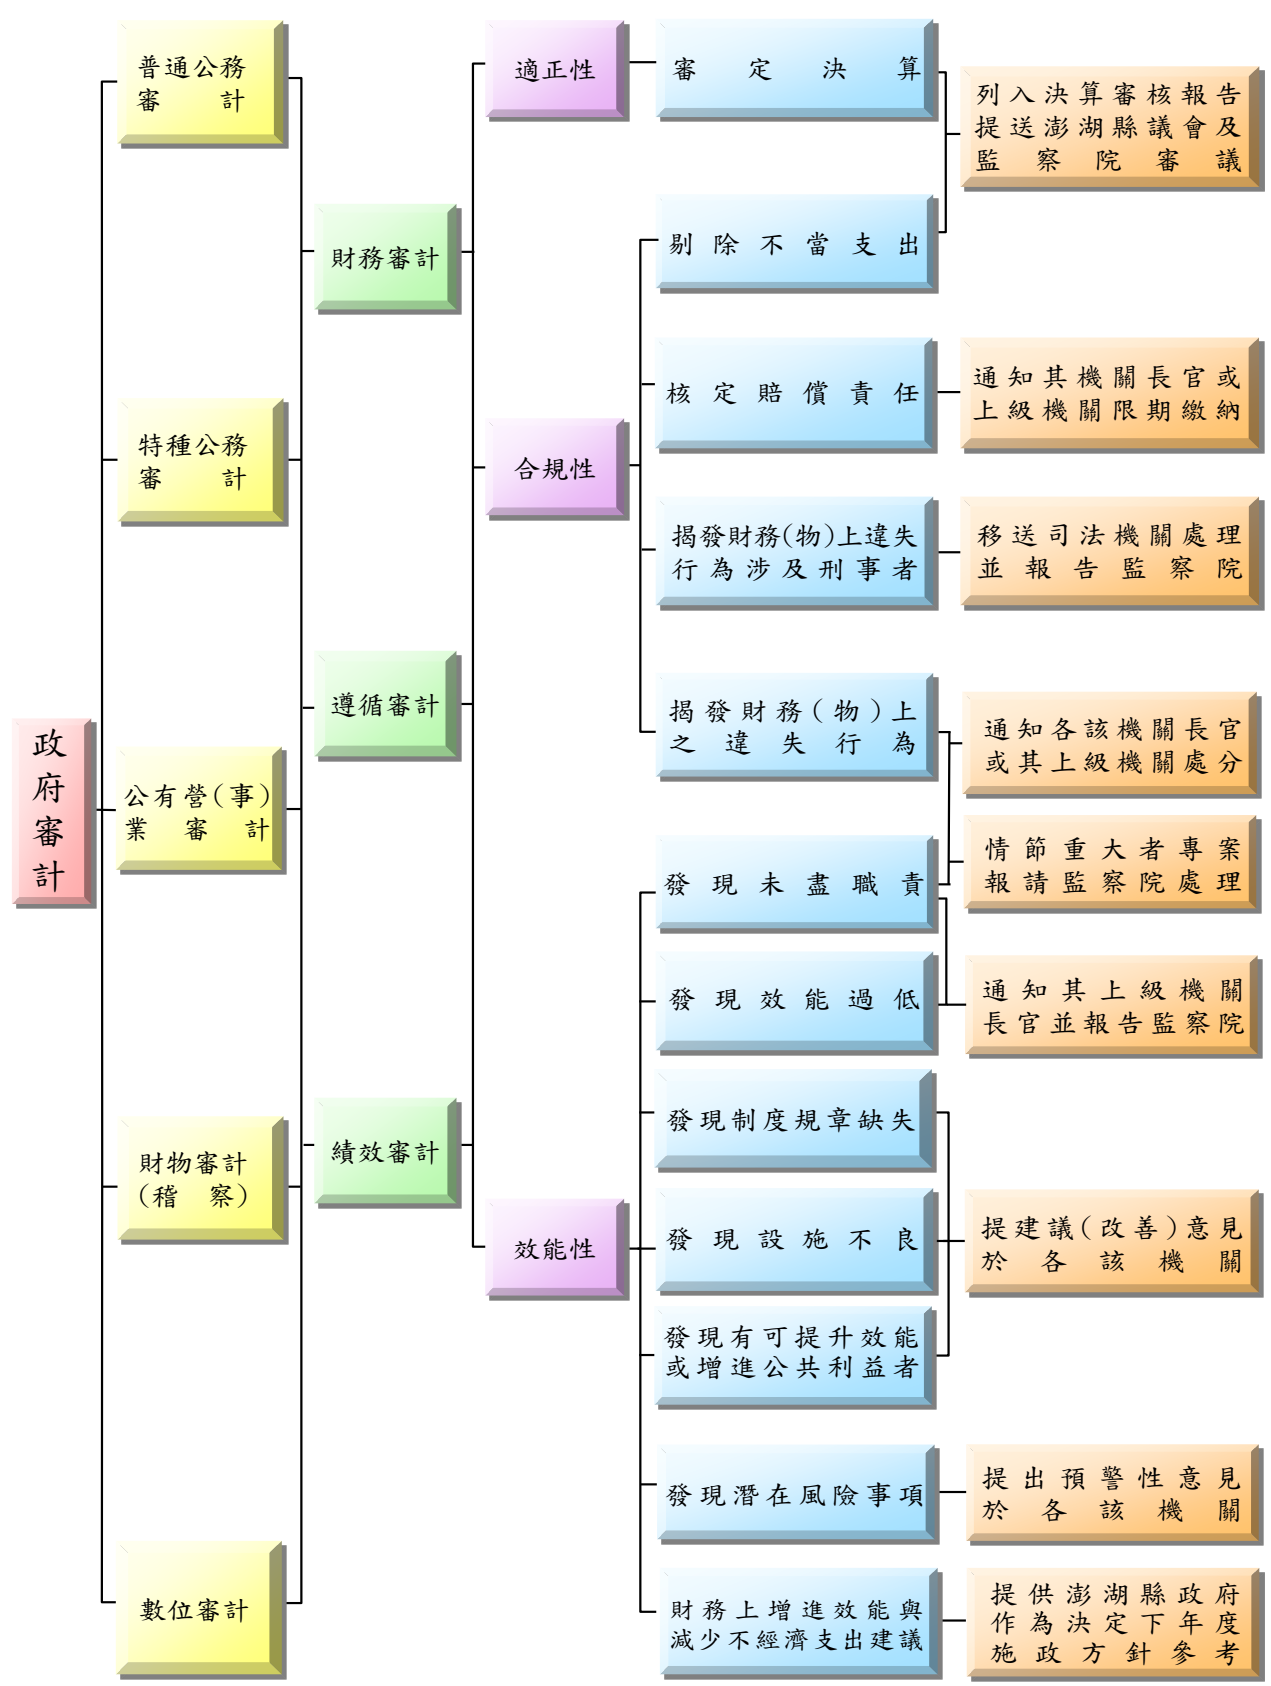 政府審計
普通公務
審計
特種公務
審計
公有營(事)
業審計
財物審計
(稽察)
數位審計
財務審計
遵循審計
績效審計
適正性
合規性
效能性
審定決算
剔除不當支出
核定賠償責任
揭發財務(物)上違失
行為涉及刑事者
揭發財務(物)上
之違失行為
發現未盡職責
發現效能過低
發現制度規章缺失
發現設施不良
發現有可提升效能
或增進公共利益者
發現潛在風險事項
財務上增進效能與
減少不經濟支出建議
列入決算審核報告
提送澎湖縣議會及
監察院審議
通知其機關長官或
上級機關限期繳納
移送司法機關處理
並報告監察院
通知各該機關長官
或其上級機關處分
情節重大者專案
報請監察院處理
通知其上級機關
長官並報告監察院
提建議(改善)意見
於各該機關
提出預警性意見
於各該機關
提供澎湖縣政府
作為決定下年度
施政方針參考